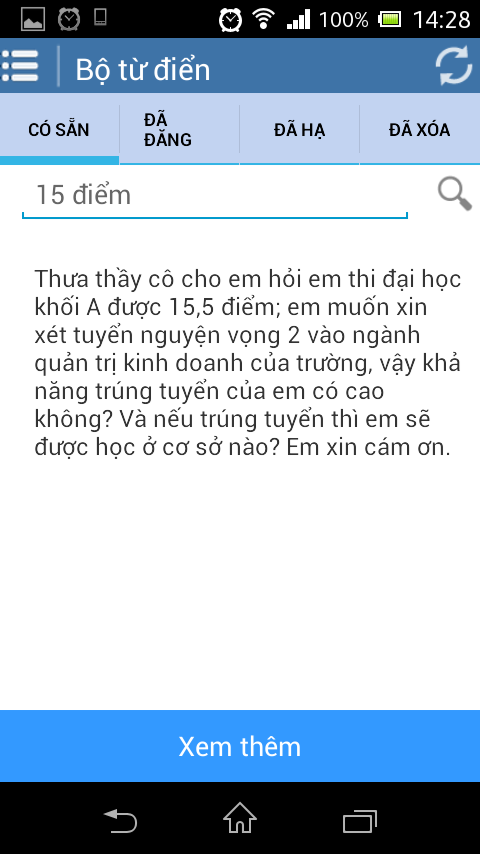 100% 14:28
Bộ từ điển
CÓ SẴN
ĐÃ
ĐĂNG
ĐÃ HẠ
ĐÃ XÓA
15 điểm
Thưa thầy cô cho em hỏi em thi đại học
khối A được 15,5 điểm; em muốn xin
xét tuyển nguyện vọng 2 vào ngành
quản trị kinh doanh của trường, vậy khả
năng trúng tuyển của em có cao
không? Và nếu trúng tuyển thì em sẽ
được học ở cơ sở nào? Em xin cám ơn.
Xem thêm